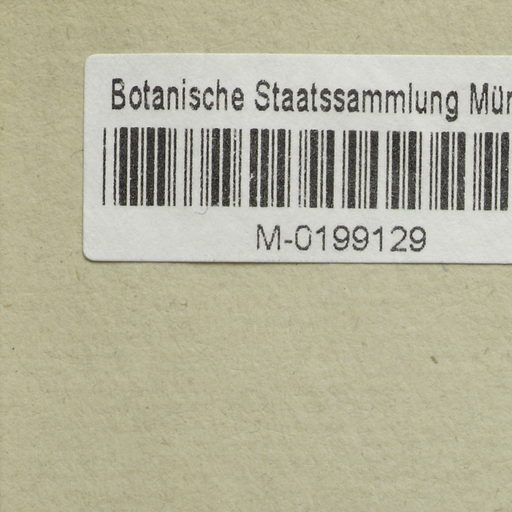 Botanische Staatssammlung Mün
M-0199129